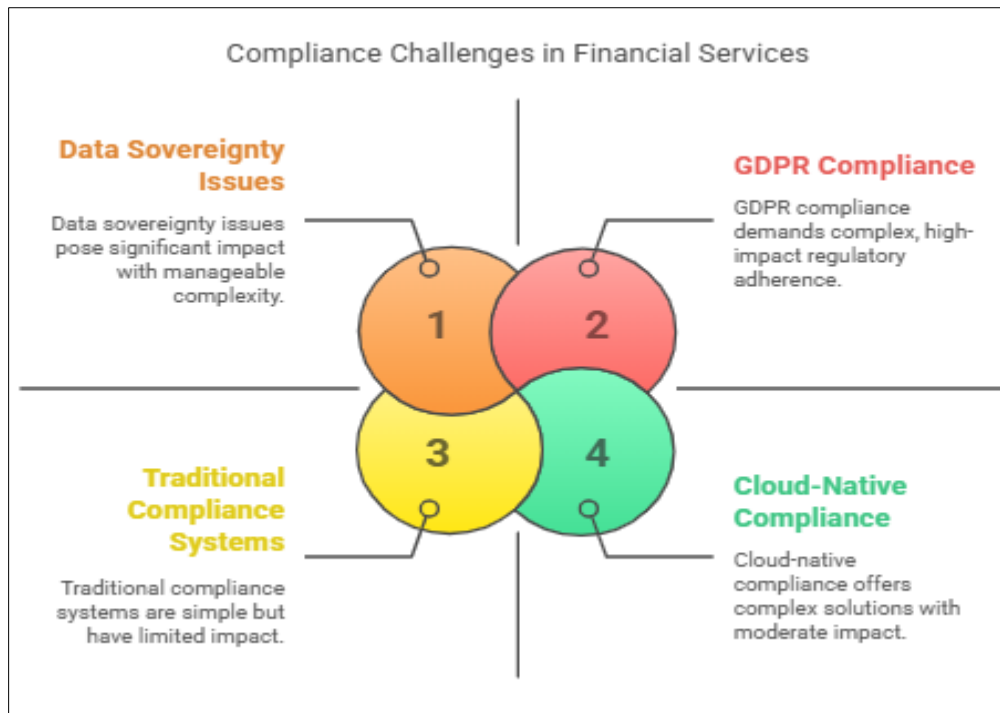 Compliance Challenges in Financial Services
Data Sovereignty
Issues
Data sovereignty issues
pose significant impact
with manageable
complexity.
GDPR Compliance
GDPR compliance
demands complex, high-
impact regulatory
adherence.
1
2
3
4
Traditional
Compliance
Systems
Traditional compliance
systems are simple but
have limited impact.
Cloud-Native
Compliance
Cloud-native
compliance offers
complex solutions with
moderate impact.